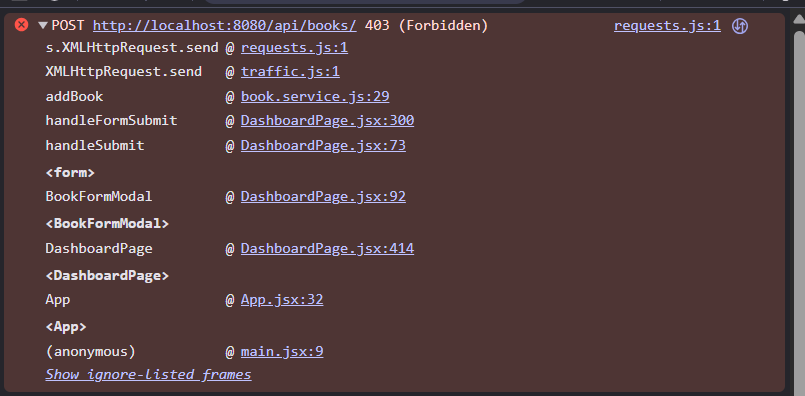 POST http://localhost:8080/api/books/ 403 (Forbidden) requests.js:1
s.XMLHttpRequest.send @ requests.js:1
XMLHttpRequest.send @ traffic.js:1
addBook @ book.service.js:29
handleFormSubmit @ DashboardPage.jsx:300
handleSubmit @ DashboardPage.jsx:73
<form>
BookFormModal @ DashboardPage.jsx:92
<BookFormModal>
DashboardPage @ DashboardPage.jsx:414
<DashboardPage>
App @ App.jsx:32
<App>
(anonymous) @ main.jsx:9
Show ignore-listed frames